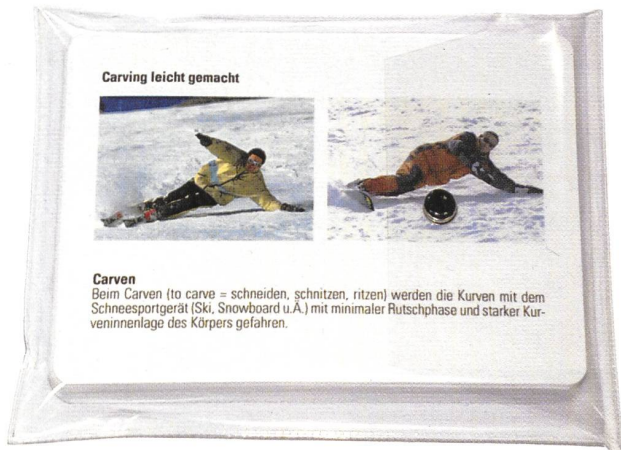 Carving leicht gemacht
Carven
Beim Carven (to carve = schneiden, schnitzen, ritzen) werden die Kurven mit dem
Schneesportgerät (Ski, Snowboard u.Ä.) mit minimaler Rutschphase und starker Kur-
veninnenlage des Körpers gefahren.